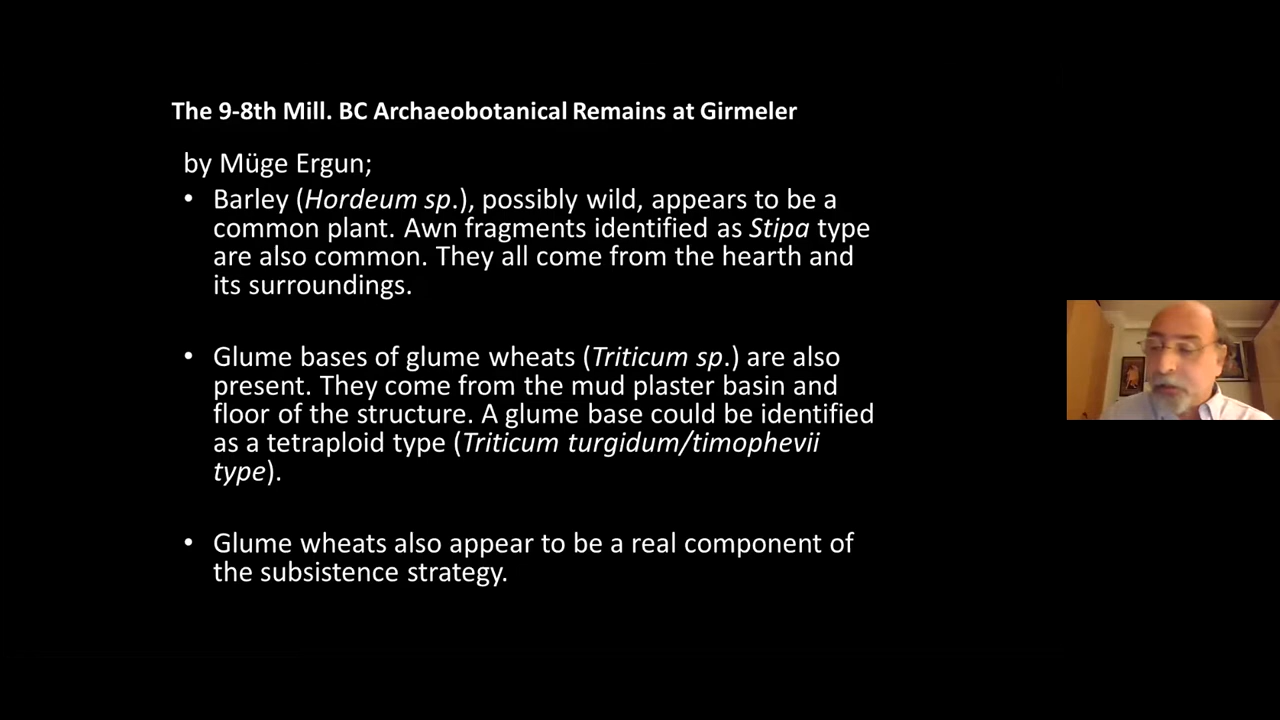 The 9-8th Mill. BC Archaeobotanical Remains at Girmeler
by Müge Ergun;
• Barley (Hordeum sp.), possibly wild, appears to be a
common plant. Awn fragments identified as Stipa type
are also common. They all come from the hearth and
its surroundings.
• Glume bases of glume wheats (Triticum sp.) are also
present. They come from the mud plaster basin and
floor of the structure. A glume base could be identified
as a tetraploid type (Triticum turgidum/timophevii
type).
• Glume wheats also appear to be a real component of
the subsistence strategy.